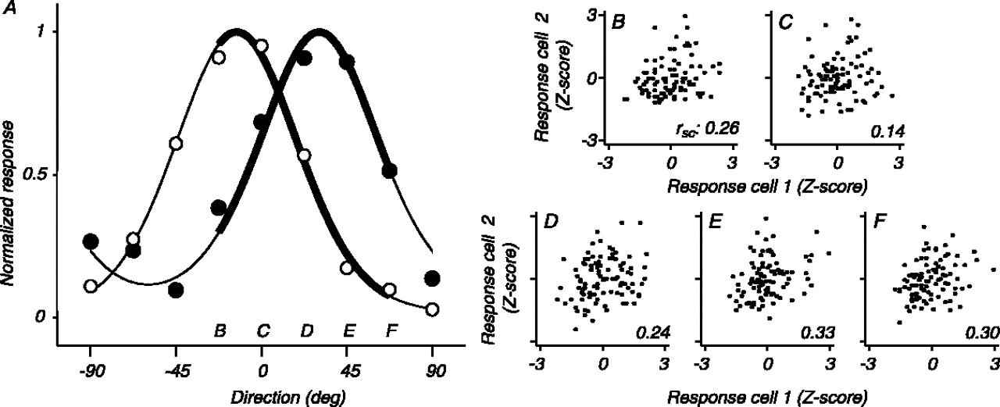 A
Normalized response
1
0.5
0
B C D E F
-90 -45 0 45 90
Direction (deg)
B
Response cell 2
(Z-score)
3
0
-3
rsc: 0.26
-3 0 3
C
0.14
-3 0 3
Response cell 1 (Z-score)
D
Response cell 2
(Z-score)
0.24
-3 0 3
E
0.33
-3 0 3
F
0.30
-3 0 3
Response cell 1 (Z-score)